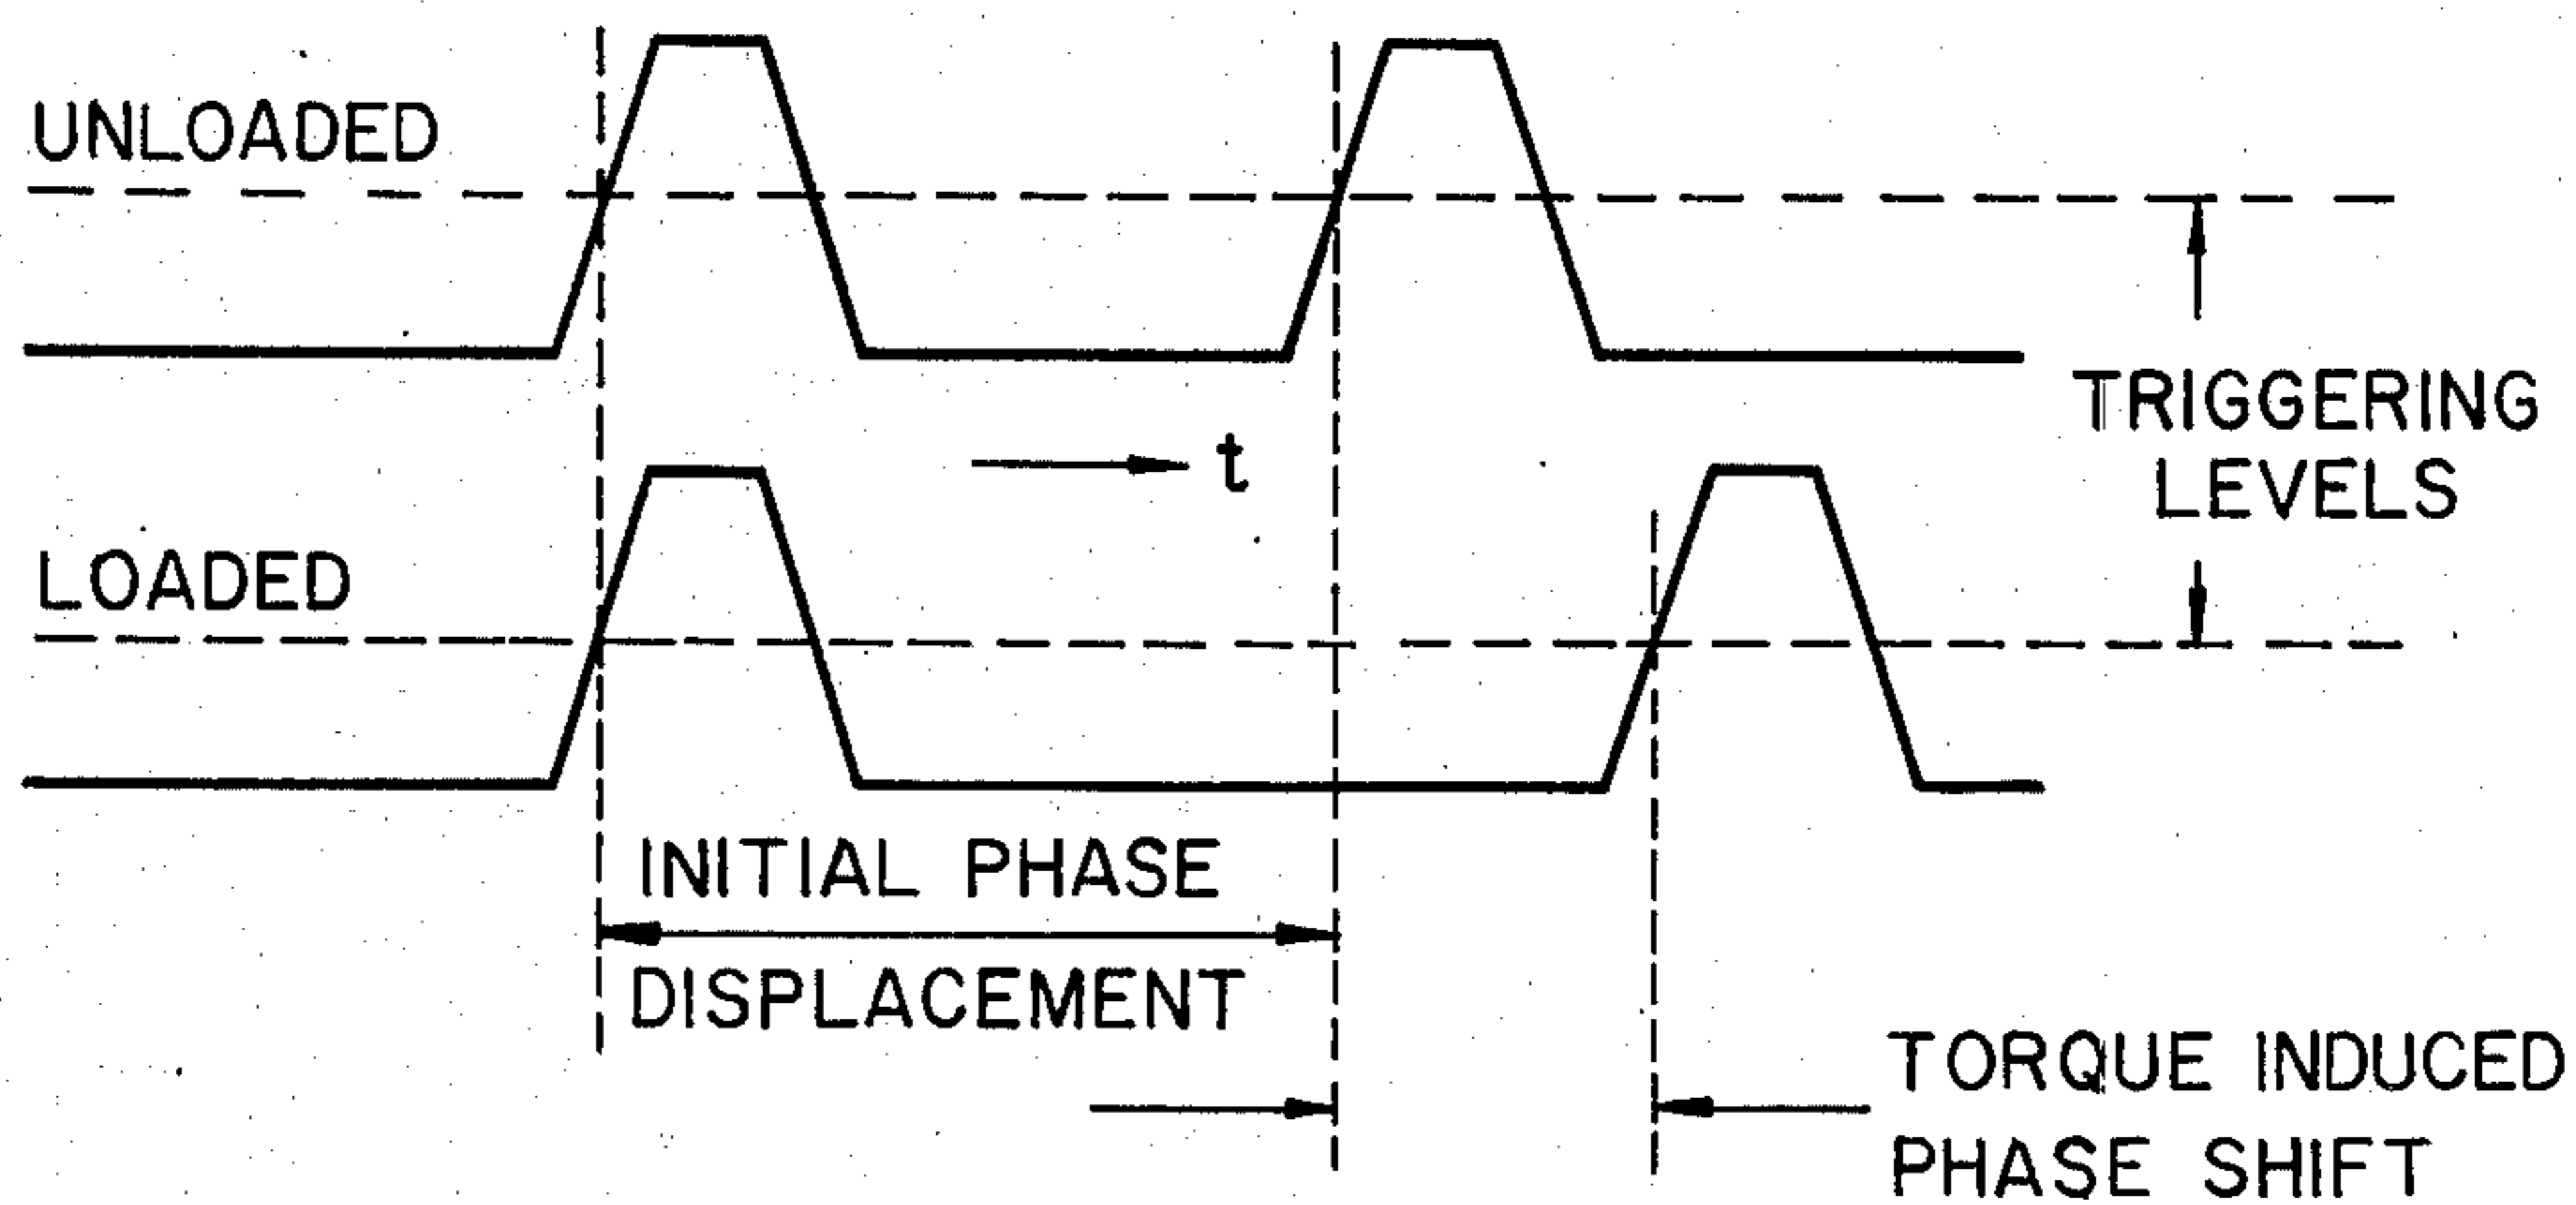 UNLOADED
TRIGGERING
LEVELS
t
LOADED
INITIAL PHASE
DISPLACEMENT
TORQUE INDUCED
PHASE SHIFT